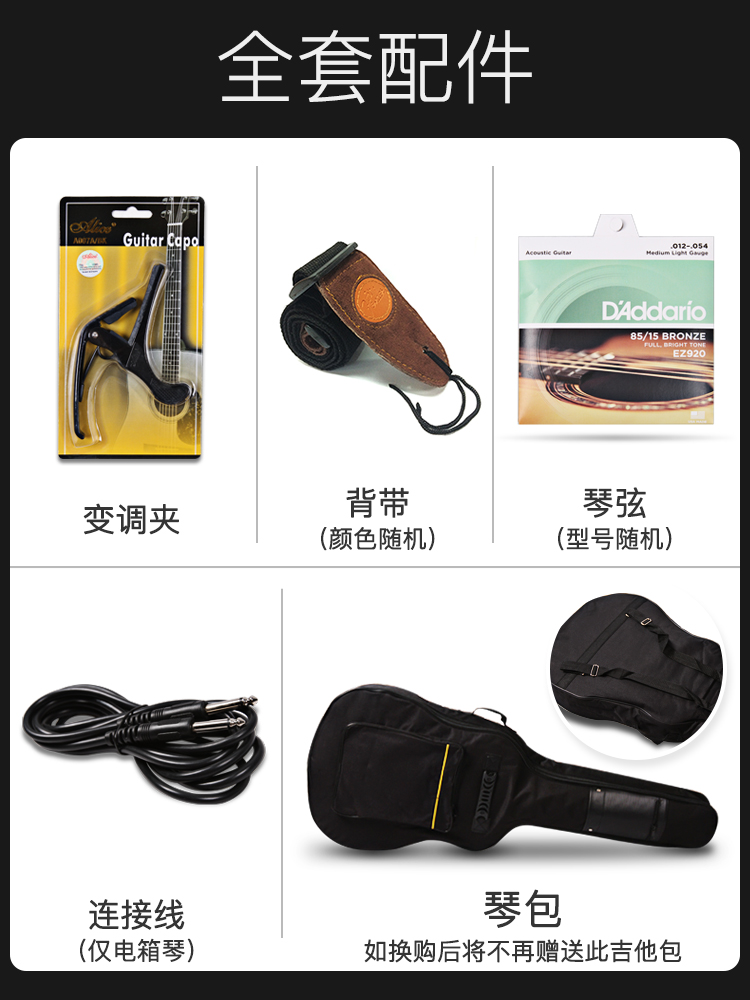 全套配件
Alice
A007A/BK
Guitar Capo
变调夹
背带
(颜色随机)
Acoustic Guitar
.012-.054
Medium Light Gauge
D'Addario
85/15 BRONZE
FULL, BRIGHT TONE
EZ920
琴弦
(型号随机)
连接线
(仅电箱琴)
琴包
如换购后将不再赠送此吉他包